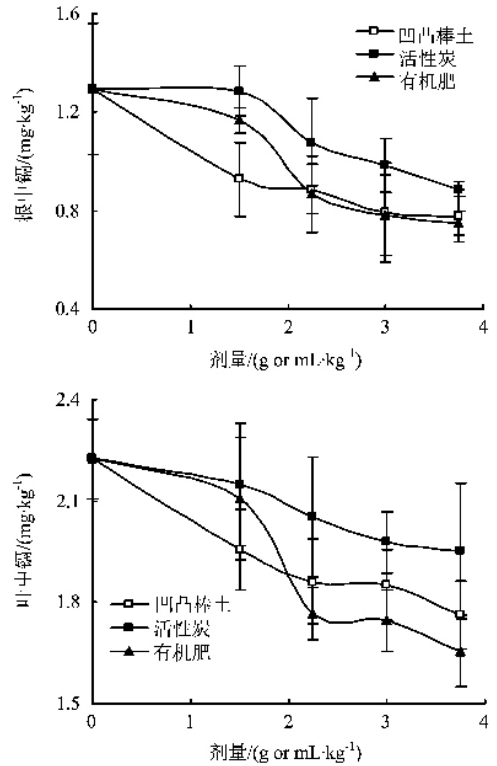 1.6
凹凸棒土
活性炭
有机肥
1.2
0.8
0.4
根中镉/(mg·kg⁻¹)
0 1 2 3 4
剂量/(g or mL·kg⁻¹)
2.4
2.1
1.8
凹凸棒土
活性炭
有机肥
1.5
叶中镉/(mg·kg⁻¹)
0 1 2 3 4
剂量/(g or mL·kg⁻¹)